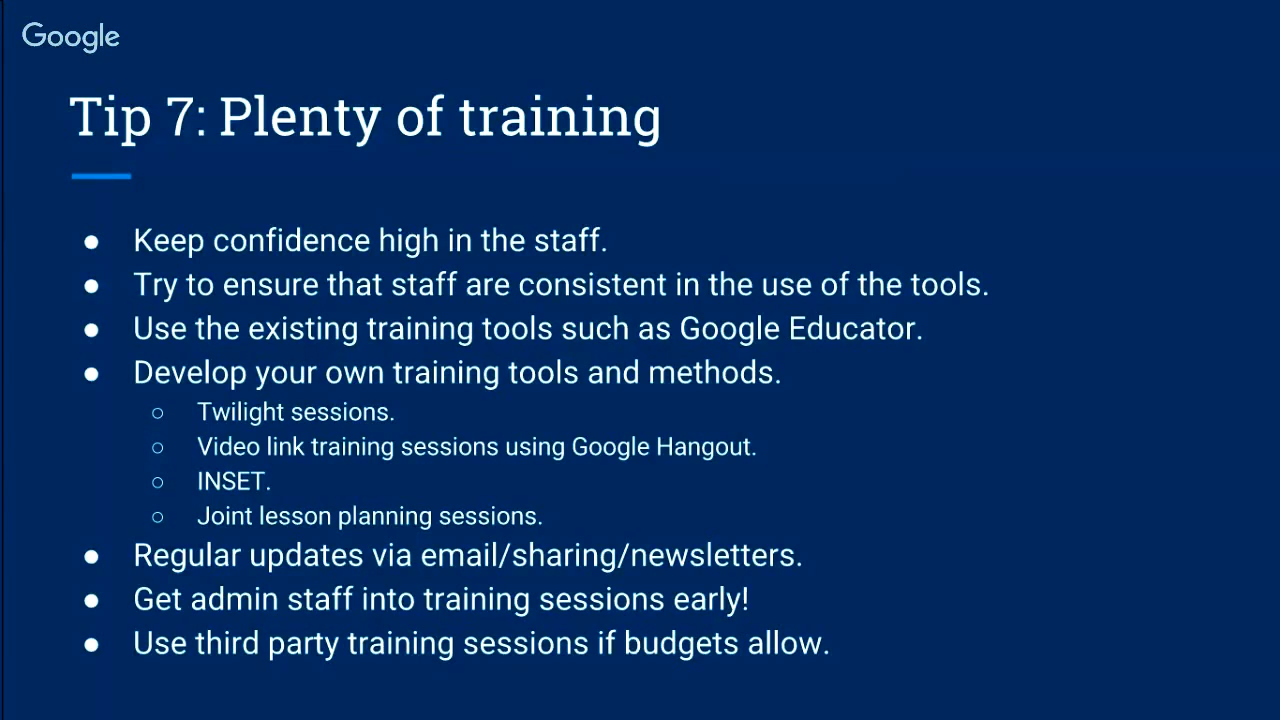 Google
Tip 7: Plenty of training
● Keep confidence high in the staff.
● Try to ensure that staff are consistent in the use of the tools.
● Use the existing training tools such as Google Educator.
● Develop your own training tools and methods.
○ Twilight sessions.
○ Video link training sessions using Google Hangout.
○ INSET.
○ Joint lesson planning sessions.
● Regular updates via email/sharing/newsletters.
● Get admin staff into training sessions early!
● Use third party training sessions if budgets allow.